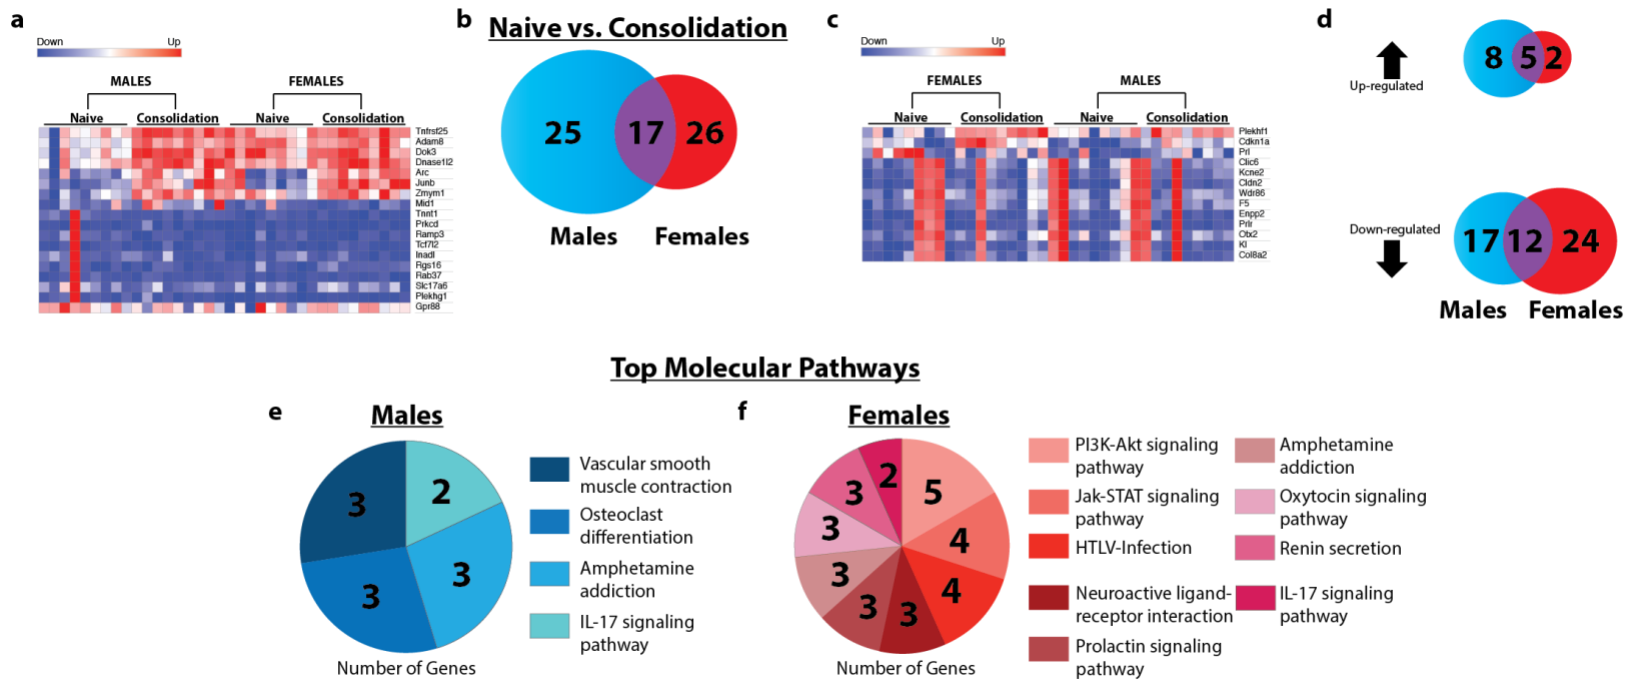 a
Down Up
MALES FEMALES
Naive Consolidation Naive Consolidation
Tnfrsf25
Adam8
Dok3
Dnase1l2
Arc
Junb
Zmym1
Mid1
Tnnt1
Prkcd
Ramp3
Tcf7l2
Inadl
Rgs16
Rab37
Slc17a6
Plekhg1
Gpr88
b
Naive vs. Consolidation
25 17 26
Males Females
c
Down Up
FEMALES MALES
Naive Consolidation Naive Consolidation
Plekhf1
Cdkn1a
Prl
Clic6
Kcne2
Cldn2
Wdr86
F5
Enpp2
Prlr
Otx2
Kl
Col8a2
d
8 5 2
Up-regulated
Down-regulated
17 12 24
Males Females
Top Molecular Pathways
e
Males
3 2 3 3
Number of Genes
Vascular smooth
muscle contraction
Osteoclast
differentiation
Amphetamine
addiction
IL-17 signaling
pathway
f
Females
2 5 3 4 3 4 3 3 3
Number of Genes
PI3K-Akt signaling
pathway
Jak-STAT signaling
pathway
HTLV-Infection
Neuroactive ligand-
receptor interaction
Prolactin signaling
pathway
Amphetamine
addiction
Oxytocin signaling
pathway
Renin secretion
IL-17 signaling
pathway